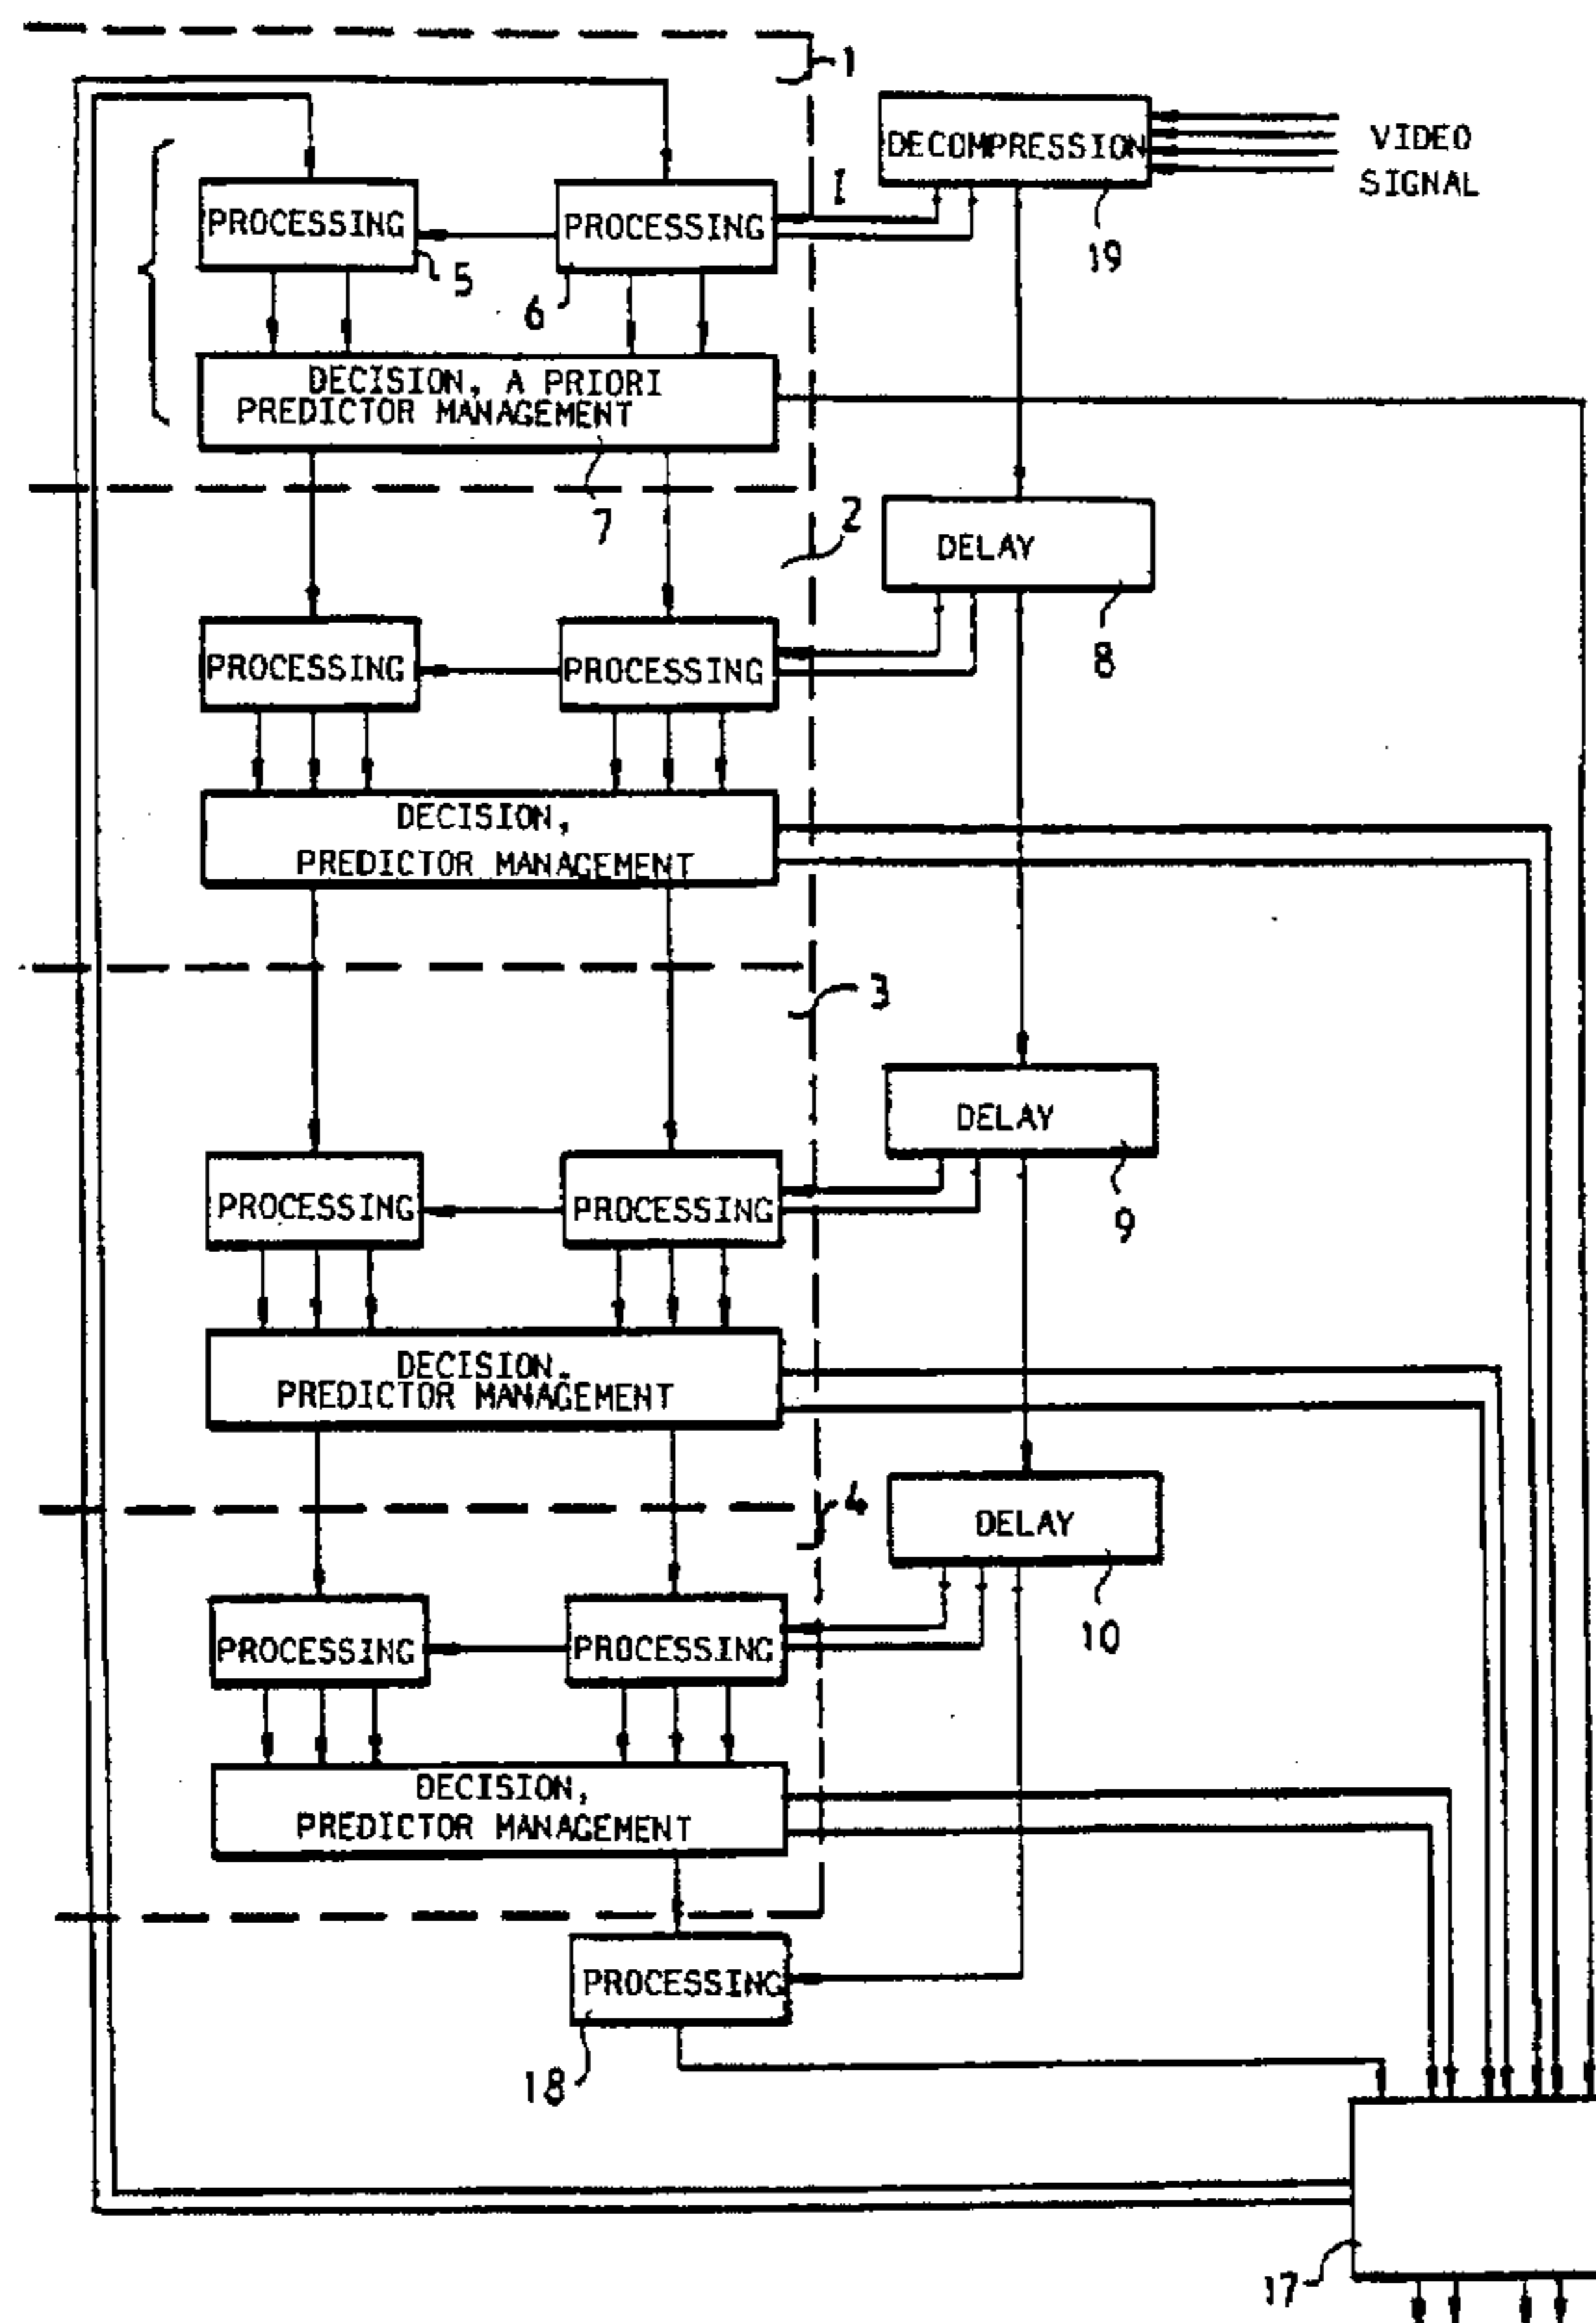 1
DECOMPRESSION
VIDEO
SIGNAL
I
PROCESSING
PROCESSING
5
6
19
DECISION, A PRIORI
PREDICTOR MANAGEMENT
7
2
DELAY
8
PROCESSING
PROCESSING
DECISION,
PREDICTOR MANAGEMENT
3
DELAY
9
PROCESSING
PROCESSING
DECISION,
PREDICTOR MANAGEMENT
4
DELAY
10
PROCESSING
PROCESSING
DECISION,
PREDICTOR MANAGEMENT
PROCESSING
18
17